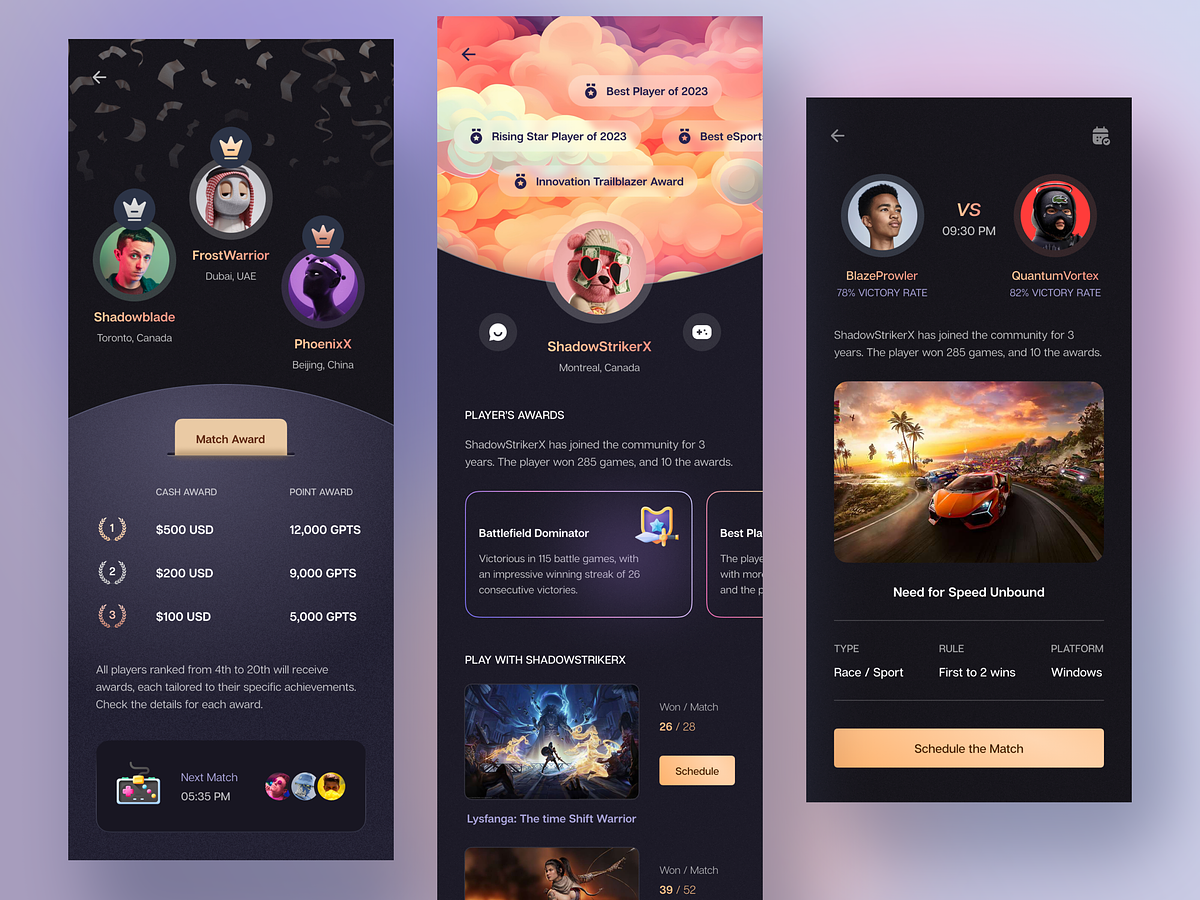 FrostWarrior
Dubai, UAE
Shadowblade
Toronto, Canada
PhoenixX
Beijing, China
Match Award
CASH AWARD POINT AWARD
1 $500 USD 12,000 GPTS
2 $200 USD 9,000 GPTS
3 $100 USD 5,000 GPTS
All players ranked from 4th to 20th will receive
awards, each tailored to their specific achievements.
Check the details for each award.
Next Match
05:35 PM
Best Player of 2023
Rising Star Player of 2023
Best eSport
Innovation Trailblazer Award
ShadowStrikerX
Montreal, Canada
PLAYER'S AWARDS
ShadowStrikerX has joined the community for 3
years. The player won 285 games, and 10 the awards.
Battlefield Dominator
Victorious in 115 battle games, with
an impressive winning streak of 26
consecutive victories.
Best Pla
The playe
with more
and the p
PLAY WITH SHADOWSTRIKERX
Won / Match
26 / 28
Schedule
Lysfanga: The time Shift Warrior
Won / Match
39 / 52
VS
09:30 PM
BlazeProwler
78% VICTORY RATE
QuantumVortex
82% VICTORY RATE
ShadowStrikerX has joined the community for 3
years. The player won 285 games, and 10 the awards.
Need for Speed Unbound
TYPE RULE PLATFORM
Race / Sport First to 2 wins Windows
Schedule the Match